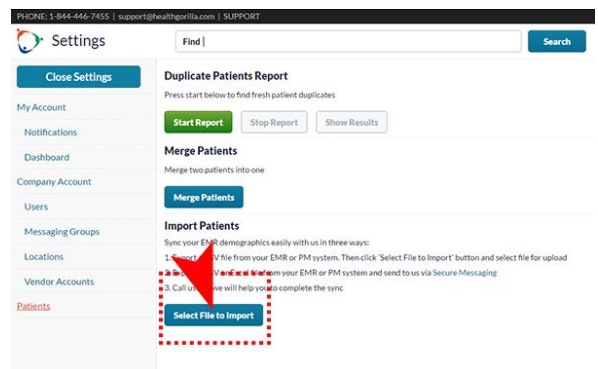 PHONE: 1-844-446-7455 | support@healthgorilla.com | SUPPORT
Settings
Find |
Search
Close Settings
My Account
Notifications
Dashboard
Company Account
Users
Messaging Groups
Locations
Vendor Accounts
Patients
Duplicate Patients Report
Press start below to find fresh patient duplicates
Start Report
Stop Report
Show Results
Merge Patients
Merge two patients into one
Merge Patients
Import Patients
Sync your EMR demographics easily with us in three ways:
1. Export CSV file from your EMR or PM system. Then click 'Select File to Import' button and select file for upload
2. Export CSV or Excel file from your EMR or PM system and send to us via Secure Messaging
3. Call us we will help you to complete the sync
Select File to Import